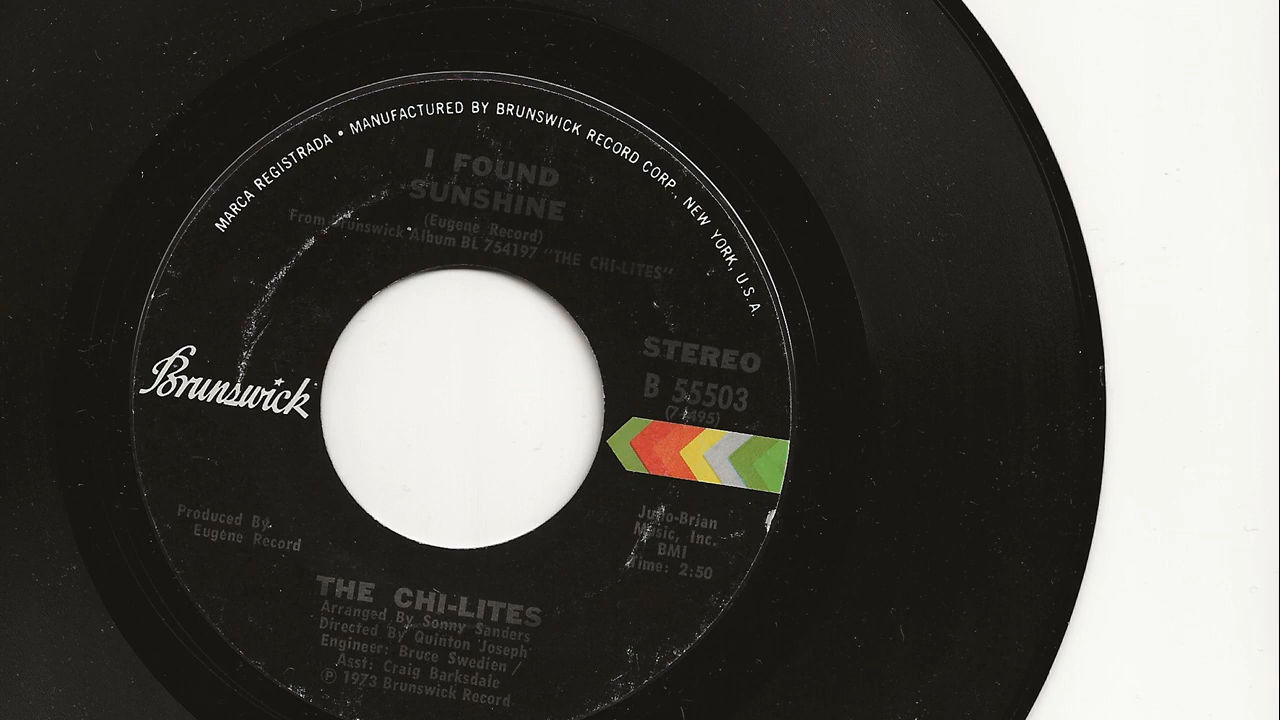 MARCA REGISTRADA • MANUFACTURED BY BRUNSWICK RECORD CORP., NEW YORK, U.S.A.
I FOUND
SUNSHINE
(Eugene Record)
From Brunswick Album BL 754197 "THE CHI-LITES"
STEREO
B 55503
Brunswick
Produced By
Eugene Record
Music, Inc.
BMI
Time: 2:50
THE CHI-LITES
Arranged By Sonny Sanders
Directed By Quinton Joseph
Engineer: Bruce Swedien /
Asst: Craig Barksdale
℗ 1973 Brunswick Record